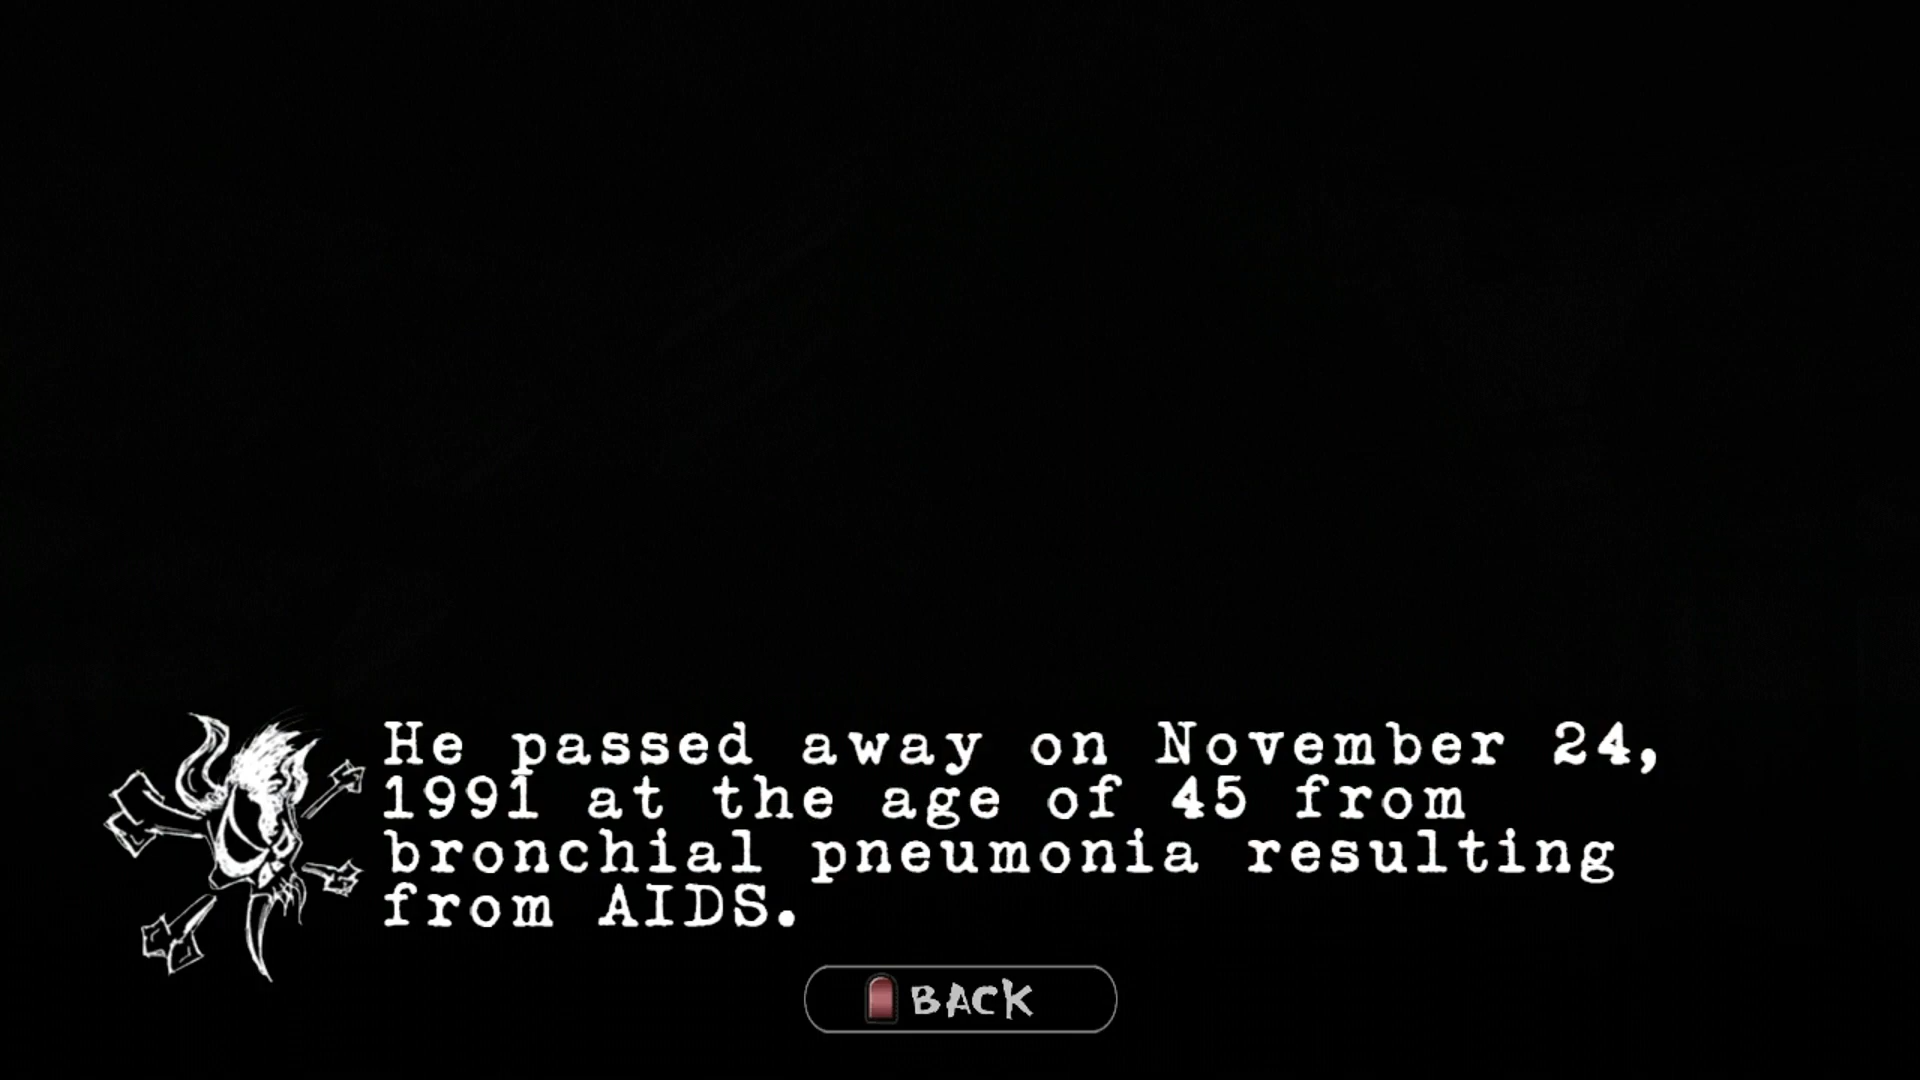 He passed away on November 24,
1991 at the age of 45 from
bronchial pneumonia resulting
from AIDS.
BACK